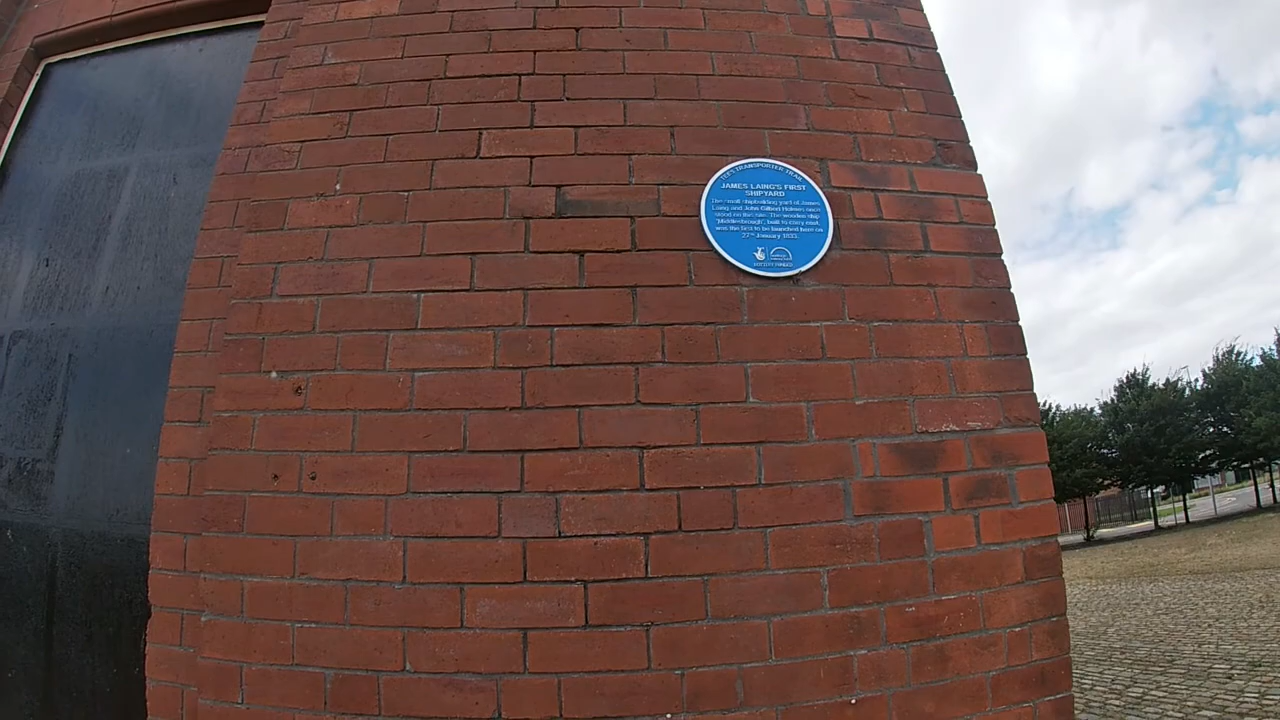 TEES TRANSPORTER TRAIL
JAMES LAING'S FIRST
SHIPYARD
The small shipbuilding yard of James
Laing and John Gilbert Holmes once
stood on this site. The wooden ship
'Middlesbrough', built to carry coal,
was the first to be launched here on
27th January 1833.
LOTTERY FUNDED